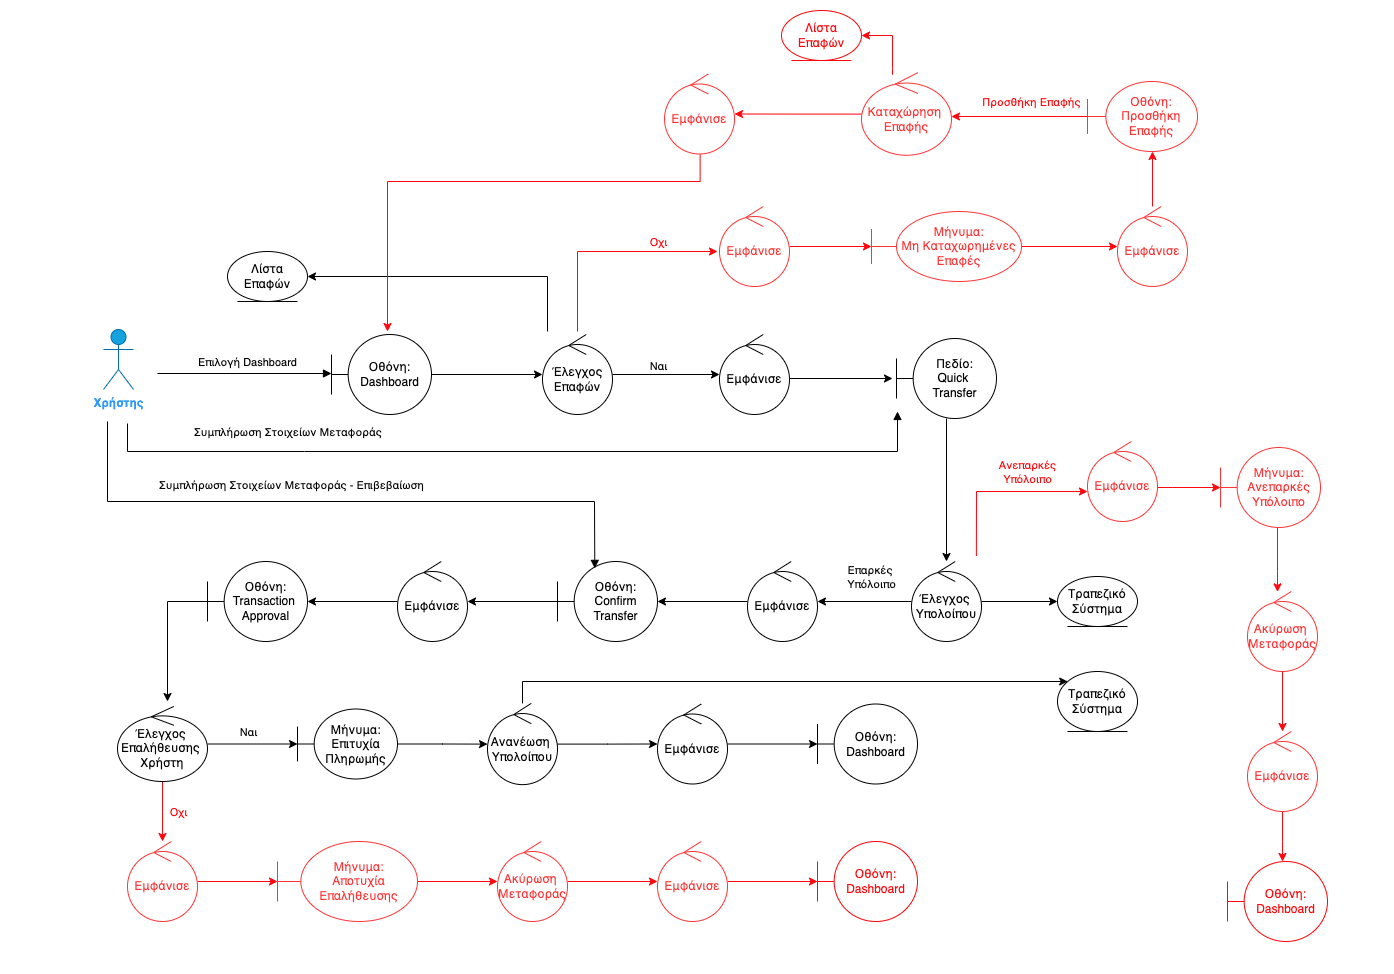 Λίστα
Επαφών
Εμφάνισε
Καταχώρηση
Επαφής
Προσθήκη Επαφής
Οθόνη:
Προσθήκη
Επαφής
Οχι
Εμφάνισε
Μήνυμα:
Μη Καταχωρημένες
Επαφές
Εμφάνισε
Λίστα
Επαφών
Χρήστης
Επιλογή Dashboard
Οθόνη:
Dashboard
Έλεγχος
Επαφών
Ναι
Εμφάνισε
Πεδίο:
Quick
Transfer
Συμπλήρωση Στοιχείων Μεταφοράς
Συμπλήρωση Στοιχείων Μεταφοράς - Επιβεβαίωση
Ανεπαρκές
Υπόλοιπο
Εμφάνισε
Μήνυμα:
Ανεπαρκές
Υπόλοιπο
Οθόνη:
Transaction
Approval
Εμφάνισε
Οθόνη:
Confirm
Transfer
Εμφάνισε
Επαρκές
Υπόλοιπο
Έλεγχος
Υπολοίπου
Τραπεζικό
Σύστημα
Ακύρωση
Μεταφοράς
Έλεγχος
Επαλήθευσης
Χρήστη
Ναι
Μήνυμα:
Επιτυχία
Πληρωμής
Ανανέωση
Υπολοίπου
Εμφάνισε
Οθόνη:
Dashboard
Τραπεζικό
Σύστημα
Εμφάνισε
Οχι
Εμφάνισε
Μήνυμα:
Αποτυχία
Επαλήθευσης
Ακύρωση
Μεταφοράς
Εμφάνισε
Οθόνη:
Dashboard
Οθόνη:
Dashboard